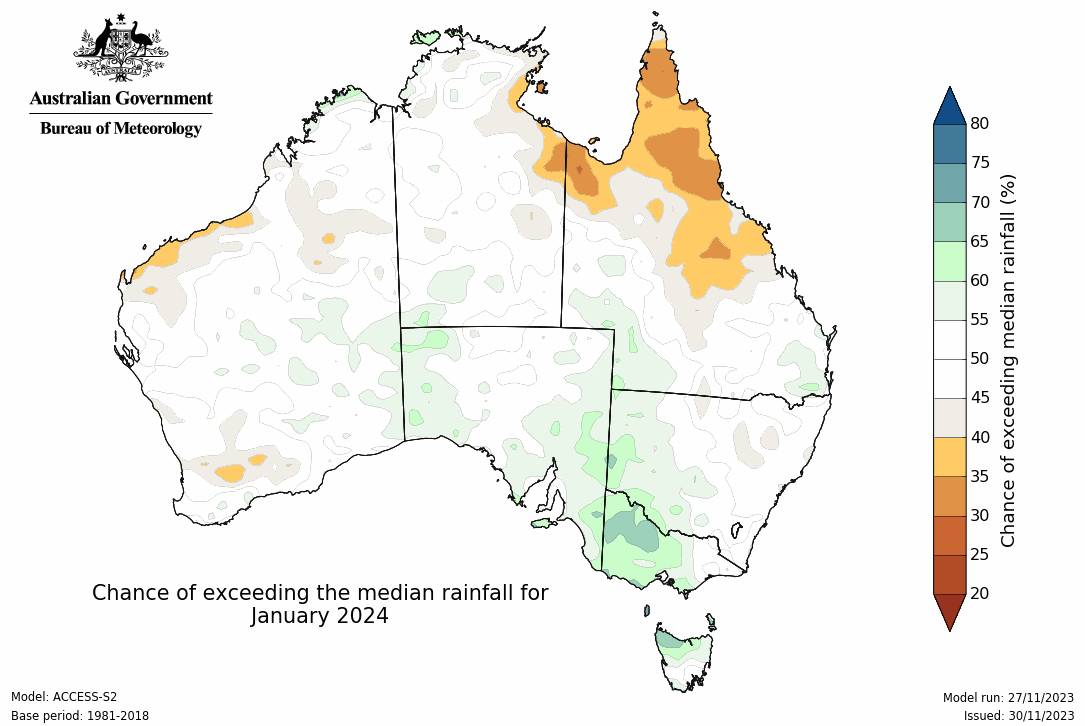 Australian Government
Bureau of Meteorology
80
75
70
65
60
55
50
45
40
35
30
25
20
Chance of exceeding median rainfall (%)
Chance of exceeding the median rainfall for
January 2024
Model: ACCESS-S2
Base period: 1981-2018
Model run: 27/11/2023
Issued: 30/11/2023